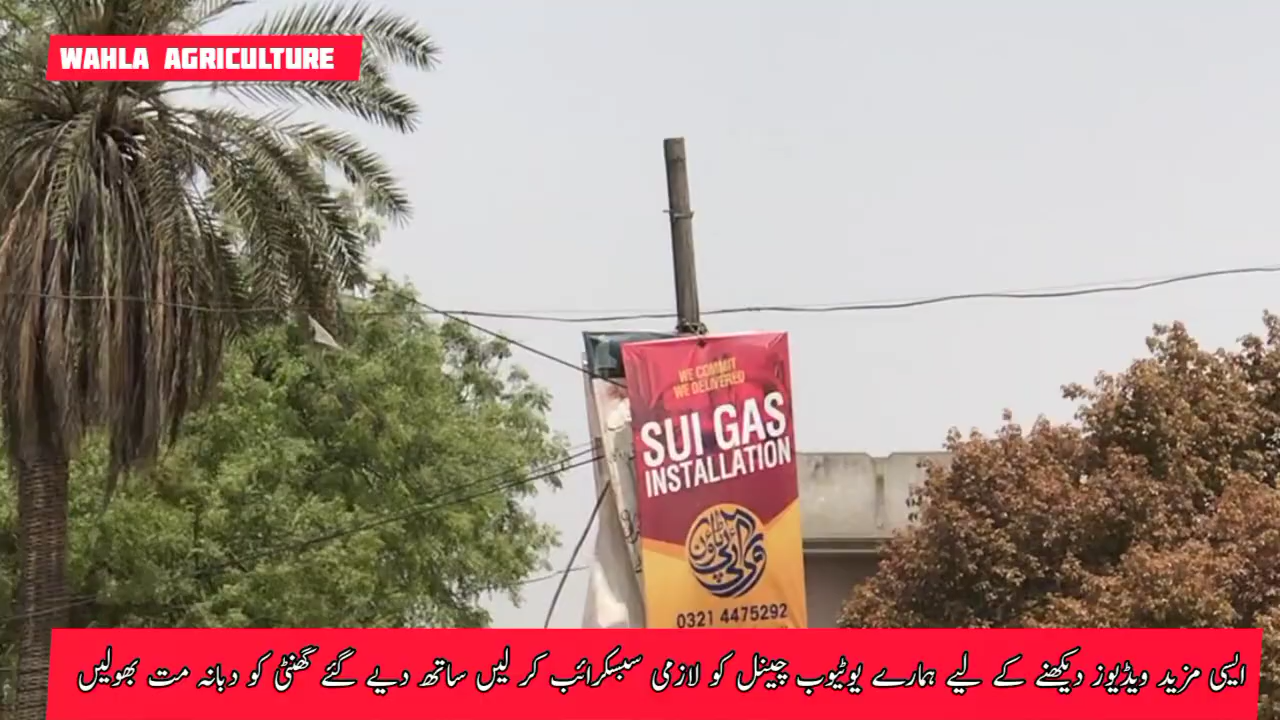 WAHLA AGRICULTURE
WE COMMIT
WE DELIVERED
SUI GAS
INSTALLATION
0321 4475292
ایسی مزید ویڈیوز دیکھنے کے لیے ہمارے یوٹیوب چینل کو لازمی سبسکرائب کر لیں ساتھ دیے گئے گھنٹی کو دبانہ مت بھولیں